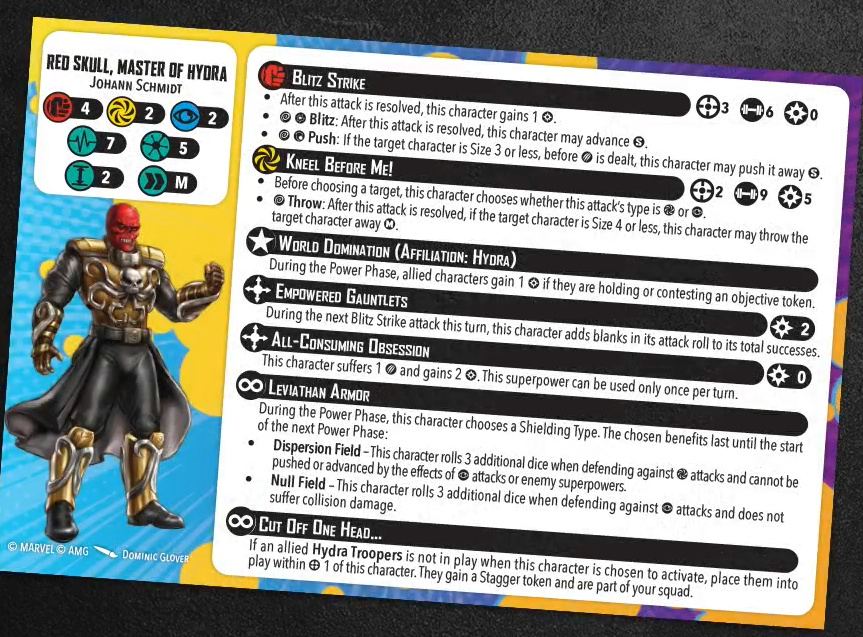 RED SKULL, MASTER OF HYDRA
JOHANN SCHMIDT
4 2 2
7 5
2 M
BLITZ STRIKE 3 6 0
• After this attack is resolved, this character gains 1 .
• Blitz: After this attack is resolved, this character may advance S.
• Push: If the target character is Size 3 or less, before is dealt, this character may push it away S.
KNEEL BEFORE ME! 2 9 5
• Before choosing a target, this character chooses whether this attack's type is or .
• Throw: After this attack is resolved, if the target character is Size 4 or less, this character may throw the
target character away M.
WORLD DOMINATION (AFFILIATION: HYDRA)
During the Power Phase, allied characters gain 1 if they are holding or contesting an objective token.
EMPOWERED GAUNTLETS 2
During the next Blitz Strike attack this turn, this character adds blanks in its attack roll to its total successes.
ALL-CONSUMING OBSESSION 0
This character suffers 1 and gains 2 . This superpower can be used only once per turn.
LEVIATHAN ARMOR
During the Power Phase, this character chooses a Shielding Type. The chosen benefits last until the start
of the next Power Phase:
• Dispersion Field – This character rolls 3 additional dice when defending against attacks and cannot be
pushed or advanced by the effects of attacks or enemy superpowers.
• Null Field – This character rolls 3 additional dice when defending against attacks and does not
suffer collision damage.
CUT OFF ONE HEAD...
If an allied Hydra Troopers is not in play when this character is chosen to activate, place them into
play within 1 of this character. They gain a Stagger token and are part of your squad.
© MARVEL © AMG DOMINIC GLOVER